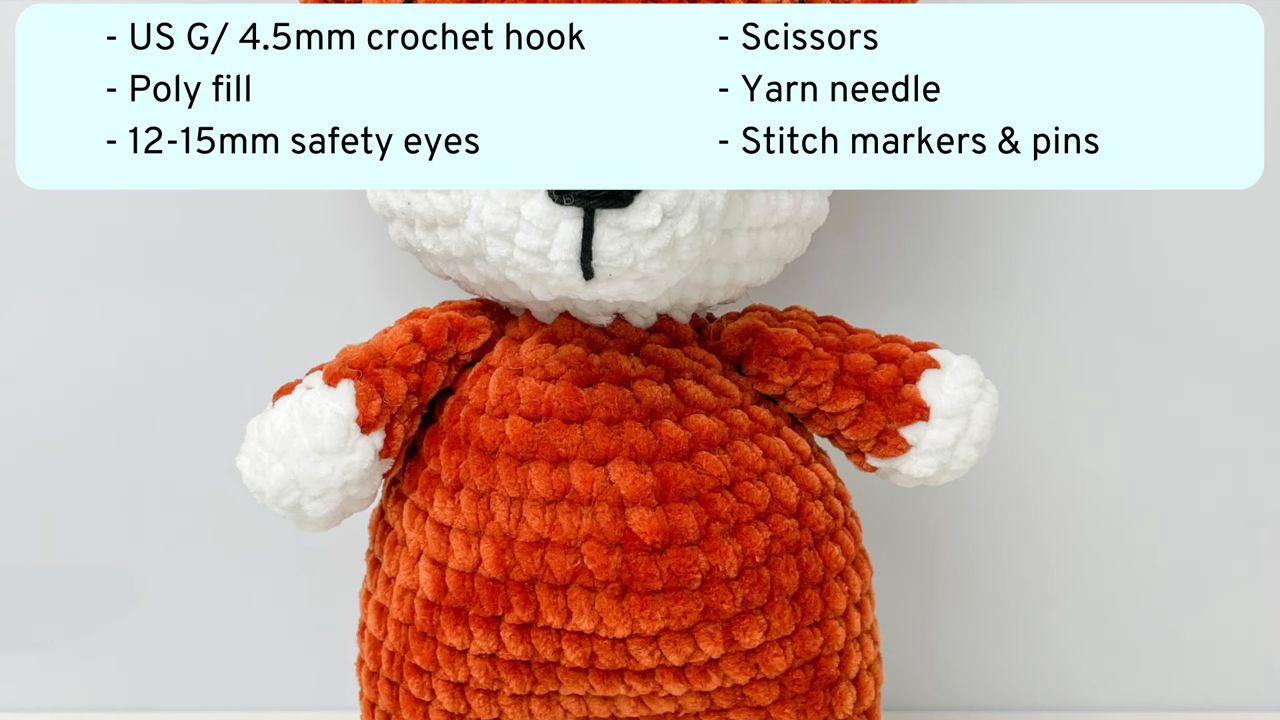 - US G/ 4.5mm crochet hook
- Poly fill
- 12-15mm safety eyes
- Scissors
- Yarn needle
- Stitch markers & pins